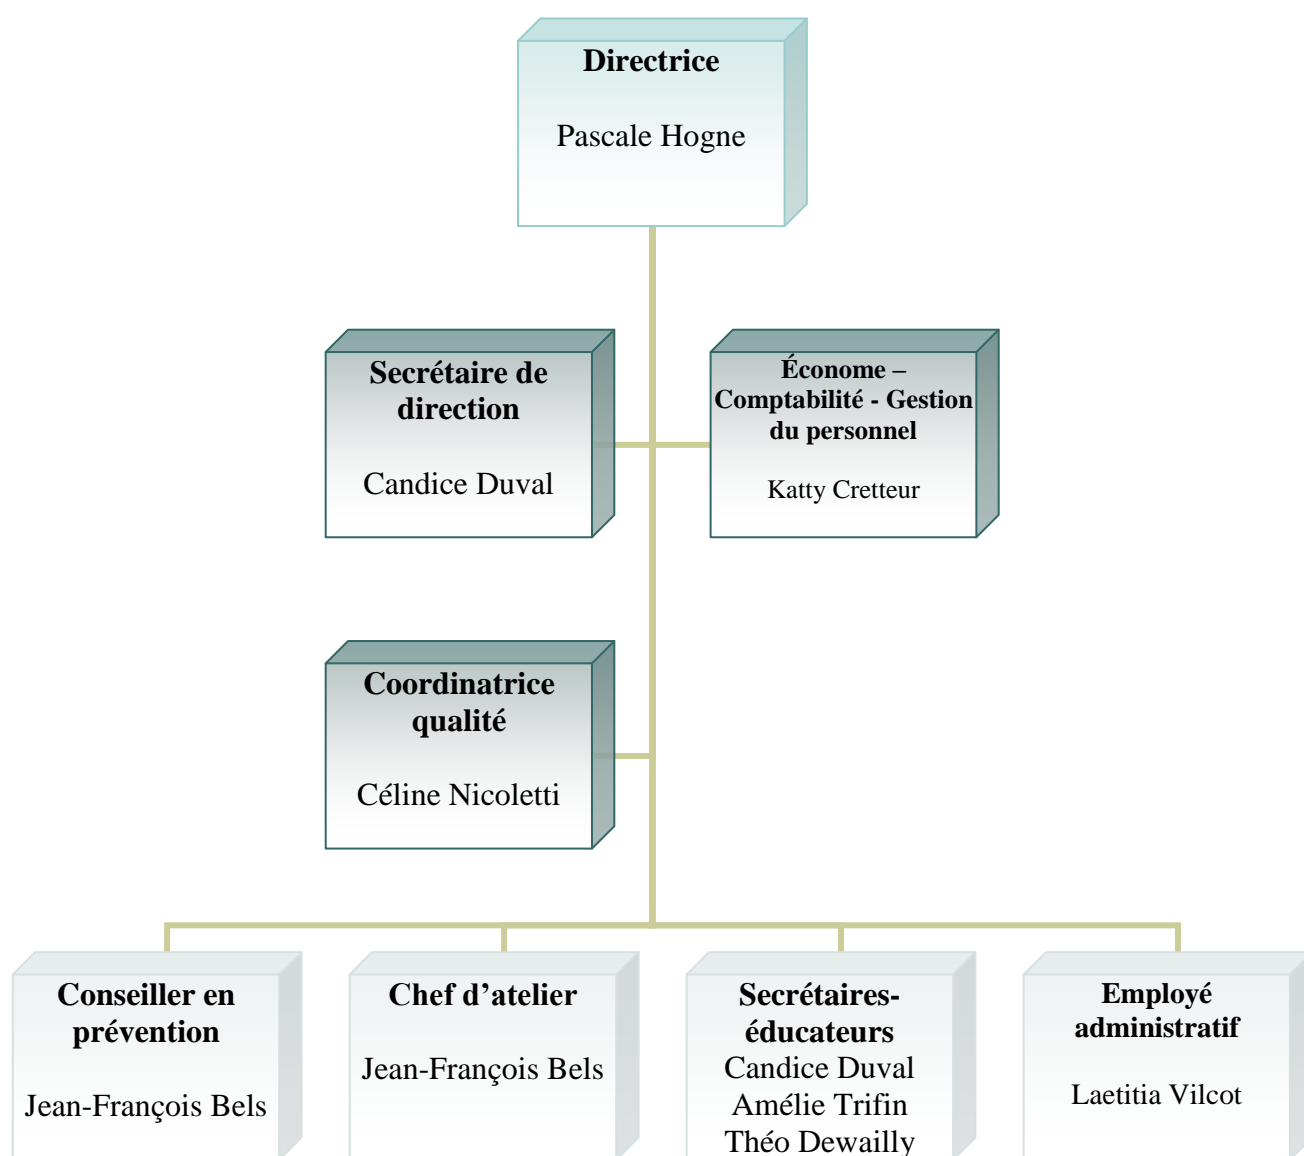 Directrice
Pascale Hogne
Secrétaire de
direction
Candice Duval
Économe –
Comptabilité - Gestion
du personnel
Katty Cretteur
Coordinatrice
qualité
Céline Nicoletti
Conseiller en
prévention
Jean-François Bels
Chef d’atelier
Jean-François Bels
Secrétaires-
éducateurs
Candice Duval
Amélie Trifin
Théo Dewailly
Employé
administratif
Laetitia Vilcot